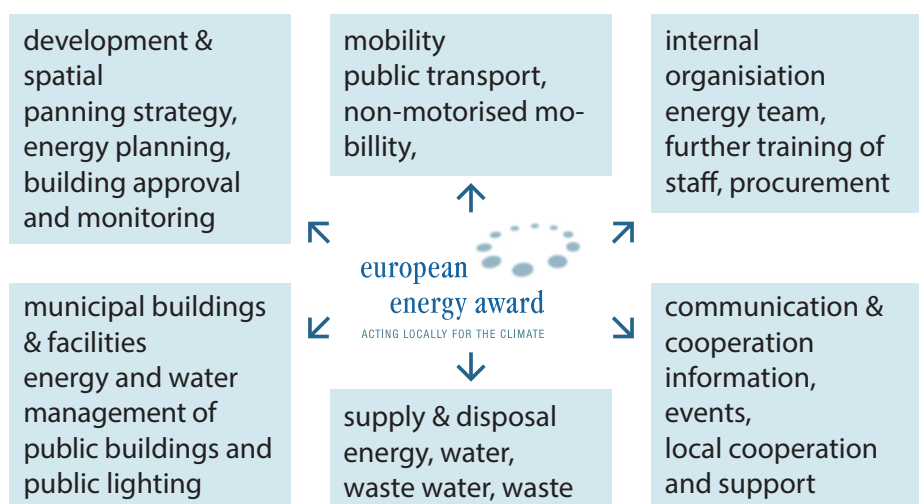 development &
spatial
panning strategy,
energy planning,
building approval
and monitoring
mobility
public transport,
non-motorised mo-
billity,
internal
organisiation
energy team,
further training of
staff, procurement
european
energy award
ACTING LOCALLY FOR THE CLIMATE
municipal buildings
& facilities
energy and water
management of
public buildings and
public lighting
supply & disposal
energy, water,
waste water, waste
communication &
cooperation
information,
events,
local cooperation
and support